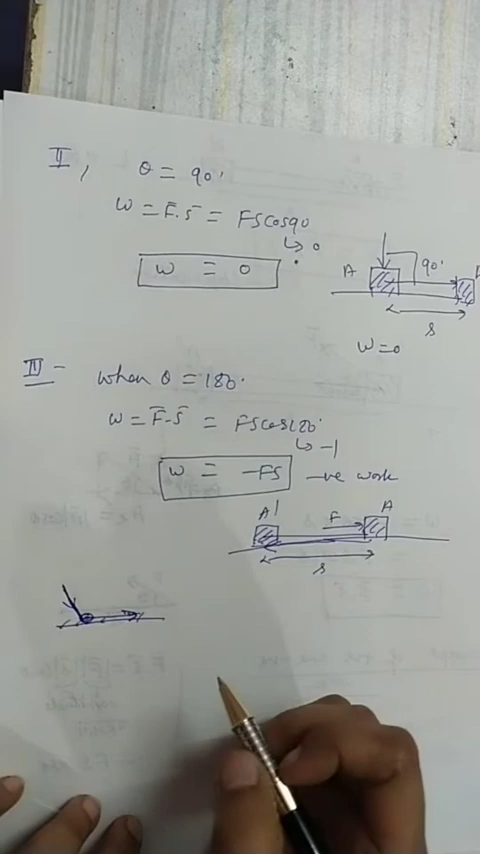 II, θ = 90°
W = F̄.S̄ = FScos90
↳ 0
W = 0
A 90° A
S
W=0
III - when θ = 180°
W = F̄.S̄ = FScos180°
↳ -1
W = -FS -ve work
A' F A
S